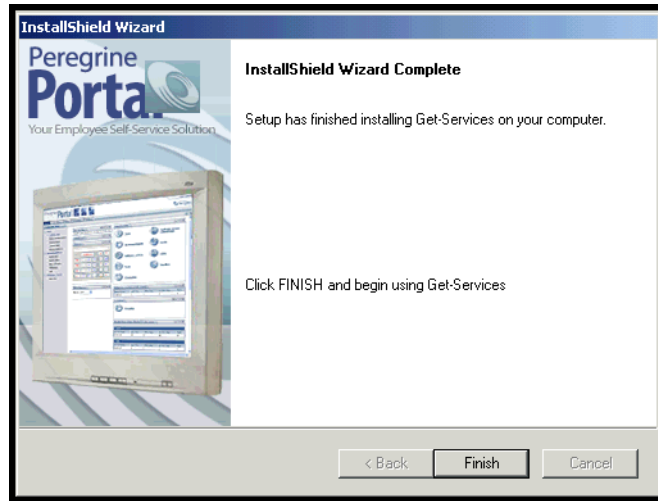 InstallShield Wizard
Peregrine
Portal
Your Employee Self-Service Solution
InstallShield Wizard Complete
Setup has finished installing Get-Services on your computer.
Click FINISH and begin using Get-Services
< Back
Finish
Cancel